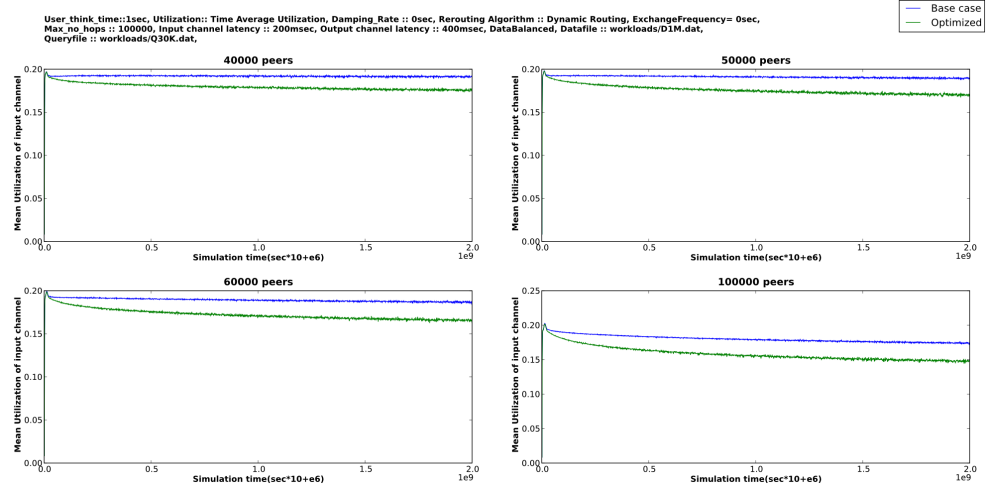 User_think_time::1sec, Utilization:: Time Average Utilization, Damping_Rate :: 0sec, Rerouting Algorithm :: Dynamic Routing, ExchangeFrequency= 0sec,
Max_no_hops :: 100000, Input channel latency :: 200msec, Output channel latency :: 400msec, DataBalanced, Datafile :: workloads/D1M.dat,
Queryfile :: workloads/Q30K.dat,
Base case
Optimized
40000 peers
Mean Utilization of input channel
0.20
0.15
0.10
0.05
0.00
0.0 0.5 1.0 1.5 2.0
1e9
Simulation time(sec*10+e6)
50000 peers
Mean Utilization of input channel
0.20
0.15
0.10
0.05
0.00
0.0 0.5 1.0 1.5 2.0
1e9
Simulation time(sec*10+e6)
60000 peers
Mean Utilization of input channel
0.20
0.15
0.10
0.05
0.00
0.0 0.5 1.0 1.5 2.0
1e9
Simulation time(sec*10+e6)
100000 peers
Mean Utilization of input channel
0.25
0.20
0.15
0.10
0.05
0.00
0.0 0.5 1.0 1.5 2.0
1e9
Simulation time(sec*10+e6)